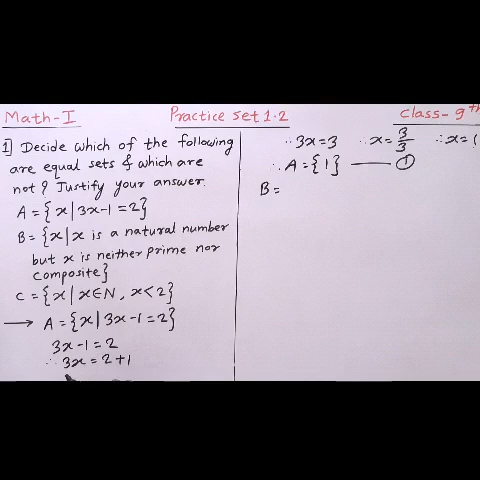 Math-I Practice set 1.2 Class-9th
1] Decide which of the following
are equal sets & which are
not? Justify your answer.
A={x|3x-1=2}
B={x|x is a natural number
but x is neither prime nor
composite}
C={x|x∈N, x<2}
→ A={x|3x-1=2}
3x-1=2
∴3x=2+1
∵3x=3 ∵x=3/3 ∴x=1
∴A={1} — ①
B=